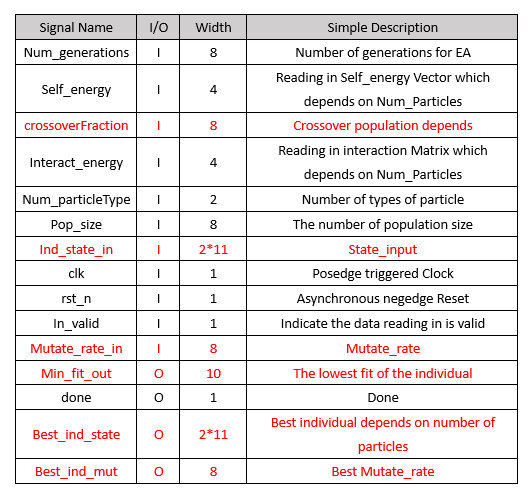 Signal Name I/O Width Simple Description
Num_generations I 8 Number of generations for EA
Self_energy I 4 Reading in Self_energy Vector which
depends on Num_Particles
crossoverFraction I 8 Crossover population depends
Interact_energy I 4 Reading in interaction Matrix which
depends on Num_Particles
Num_particleType I 2 Number of types of particle
Pop_size I 8 The number of population size
Ind_state_in I 2*11 State_input
clk I 1 Posedge triggered Clock
rst_n I 1 Asynchronous negedge Reset
In_valid I 1 Indicate the data reading in is valid
Mutate_rate_in I 8 Mutate_rate
Min_fit_out O 10 The lowest fit of the individual
done O 1 Done
Best_ind_state O 2*11 Best individual depends on number of
particles
Best_ind_mut O 8 Best Mutate_rate